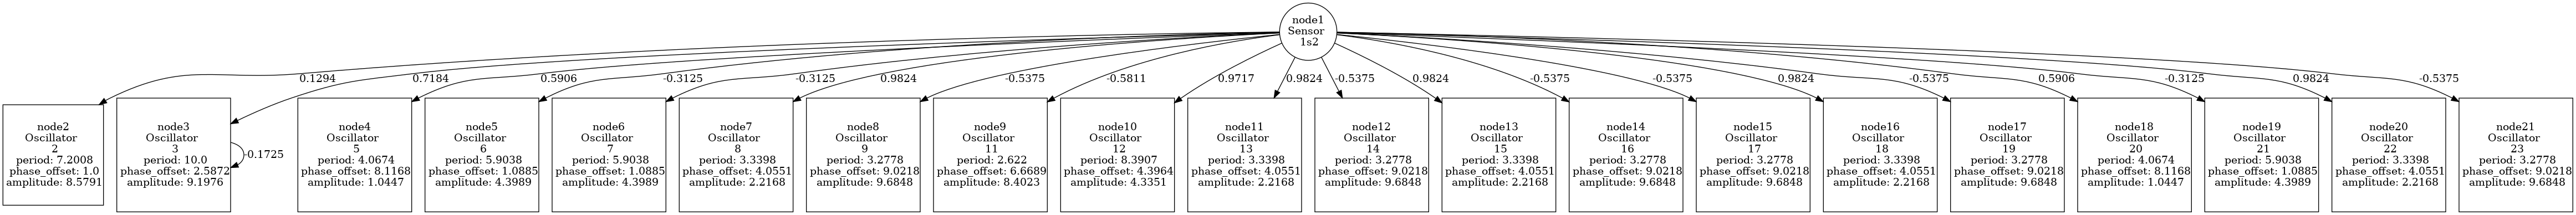 node1
Sensor
1s2
0.1294
0.7184
0.5906
-0.3125
-0.3125
0.9824
-0.5375
-0.5811
0.9717
0.9824
-0.5375
0.9824
-0.5375
-0.5375
0.9824
-0.5375
0.5906
-0.3125
0.9824
-0.5375
node2
Oscillator
2
period: 7.2008
phase_offset: 1.0
amplitude: 8.5791
node3
Oscillator
3
period: 10.0
phase_offset: 2.5872
amplitude: 9.1976
-0.1725
node4
Oscillator
5
period: 4.0674
phase_offset: 8.1168
amplitude: 1.0447
node5
Oscillator
6
period: 5.9038
phase_offset: 1.0885
amplitude: 4.3989
node6
Oscillator
7
period: 5.9038
phase_offset: 1.0885
amplitude: 4.3989
node7
Oscillator
8
period: 3.3398
phase_offset: 4.0551
amplitude: 2.2168
node8
Oscillator
9
period: 3.2778
phase_offset: 9.0218
amplitude: 9.6848
node9
Oscillator
11
period: 2.622
phase_offset: 6.6689
amplitude: 8.4023
node10
Oscillator
12
period: 8.3907
phase_offset: 4.3964
amplitude: 4.3351
node11
Oscillator
13
period: 3.3398
phase_offset: 4.0551
amplitude: 2.2168
node12
Oscillator
14
period: 3.2778
phase_offset: 9.0218
amplitude: 9.6848
node13
Oscillator
15
period: 3.3398
phase_offset: 4.0551
amplitude: 2.2168
node14
Oscillator
16
period: 3.2778
phase_offset: 9.0218
amplitude: 9.6848
node15
Oscillator
17
period: 3.2778
phase_offset: 9.0218
amplitude: 9.6848
node16
Oscillator
18
period: 3.3398
phase_offset: 4.0551
amplitude: 2.2168
node17
Oscillator
19
period: 3.2778
phase_offset: 9.0218
amplitude: 9.6848
node18
Oscillator
20
period: 4.0674
phase_offset: 8.1168
amplitude: 1.0447
node19
Oscillator
21
period: 5.9038
phase_offset: 1.0885
amplitude: 4.3989
node20
Oscillator
22
period: 3.3398
phase_offset: 4.0551
amplitude: 2.2168
node21
Oscillator
23
period: 3.2778
phase_offset: 9.0218
amplitude: 9.6848